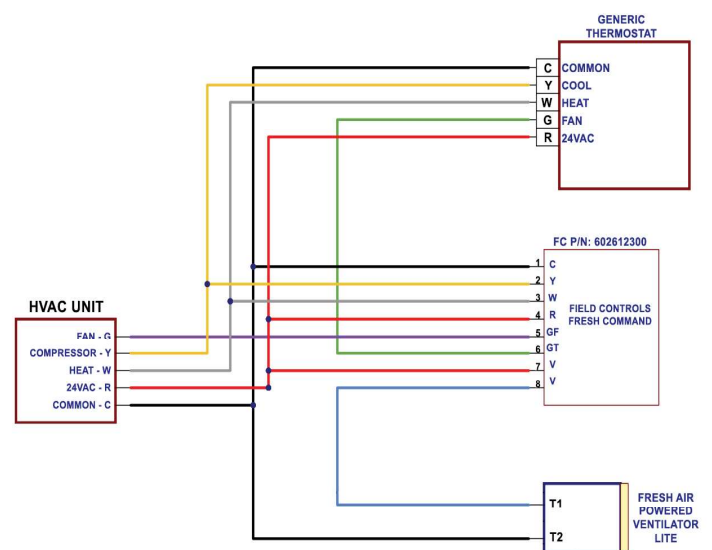 GENERIC
THERMOSTAT
C COMMON
Y COOL
W HEAT
G FAN
R 24VAC
FC P/N: 602612300
1 C
2 Y
3 W
4 R
5 GF
6 GT
7 V
8 V
FIELD CONTROLS
FRESH COMMAND
HVAC UNIT
FAN - G
COMPRESSOR - Y
HEAT - W
24VAC - R
COMMON - C
T1
T2
FRESH AIR
POWERED
VENTILATOR
LITE